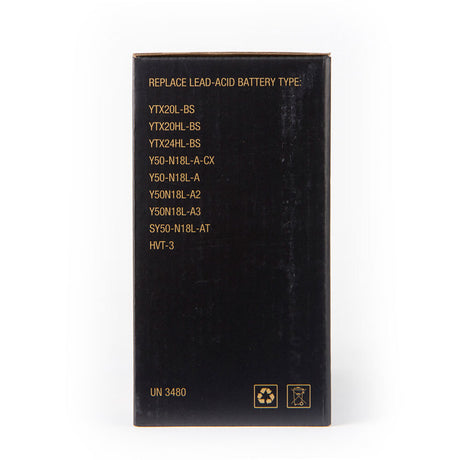 REPLACE LEAD-ACID BATTERY TYPE:
YTX20L-BS
YTX20HL-BS
YTX24HL-BS
Y50-N18L-A-CX
Y50-N18L-A
Y50N18L-A2
Y50N18L-A3
SY50-N18L-AT
HVT-3
UN 3480